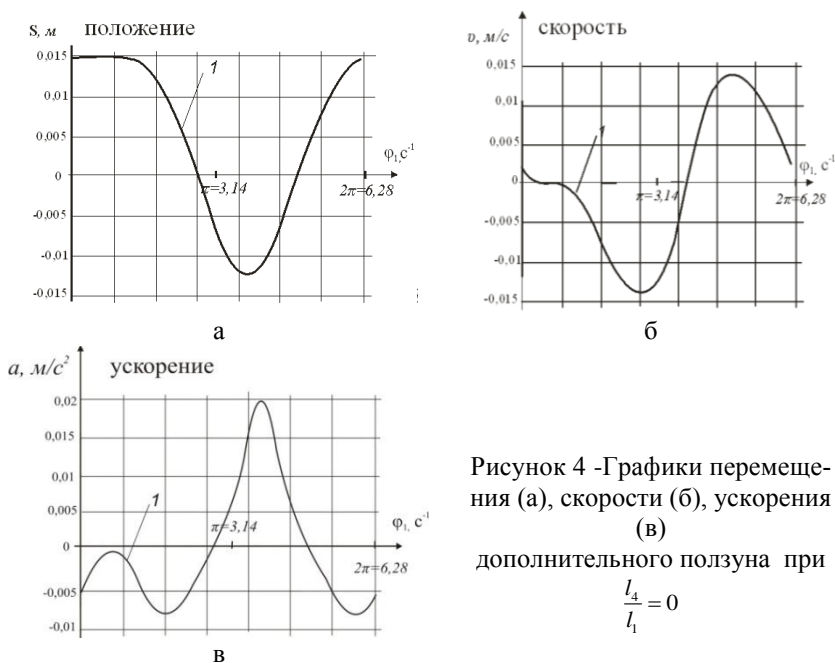 S, м положение
0,015
0,01
0,005
0
-0,005
-0,01
-0,015
1
φ1,с-1
π=3,14
2π=6,28
а
υ, м/с скорость
0,015
0,01
0,005
0
-0,005
-0,01
-0,015
1
φ1, с-1
π=3,14
2π=6,28
б
а, м/с2 ускорение
0,02
0,015
0,01
0,005
0
-0,005
-0,01
1
φ1, с-1
π=3,14
2π=6,28
в
Рисунок 4 -Графики перемеще-
ния (а), скорости (б), ускорения
(в)
дополнительного ползуна при
l4/l1 = 0